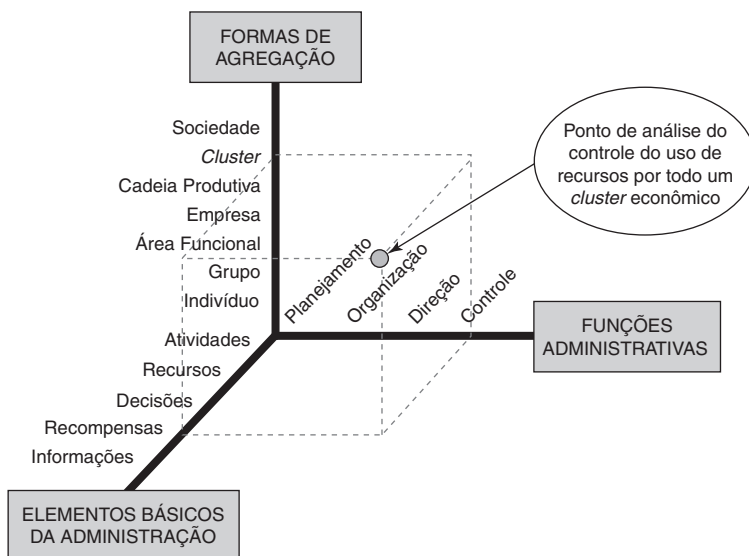 FORMAS DE
AGREGAÇÃO
Sociedade
Cluster
Cadeia Produtiva
Empresa
Área Funcional
Grupo
Indivíduo
Ponto de análise do
controle do uso de
recursos por todo um
cluster econômico
Planejamento
Organização
Direção
Controle
FUNÇÕES
ADMINISTRATIVAS
Atividades
Recursos
Decisões
Recompensas
Informações
ELEMENTOS BÁSICOS
DA ADMINISTRAÇÃO